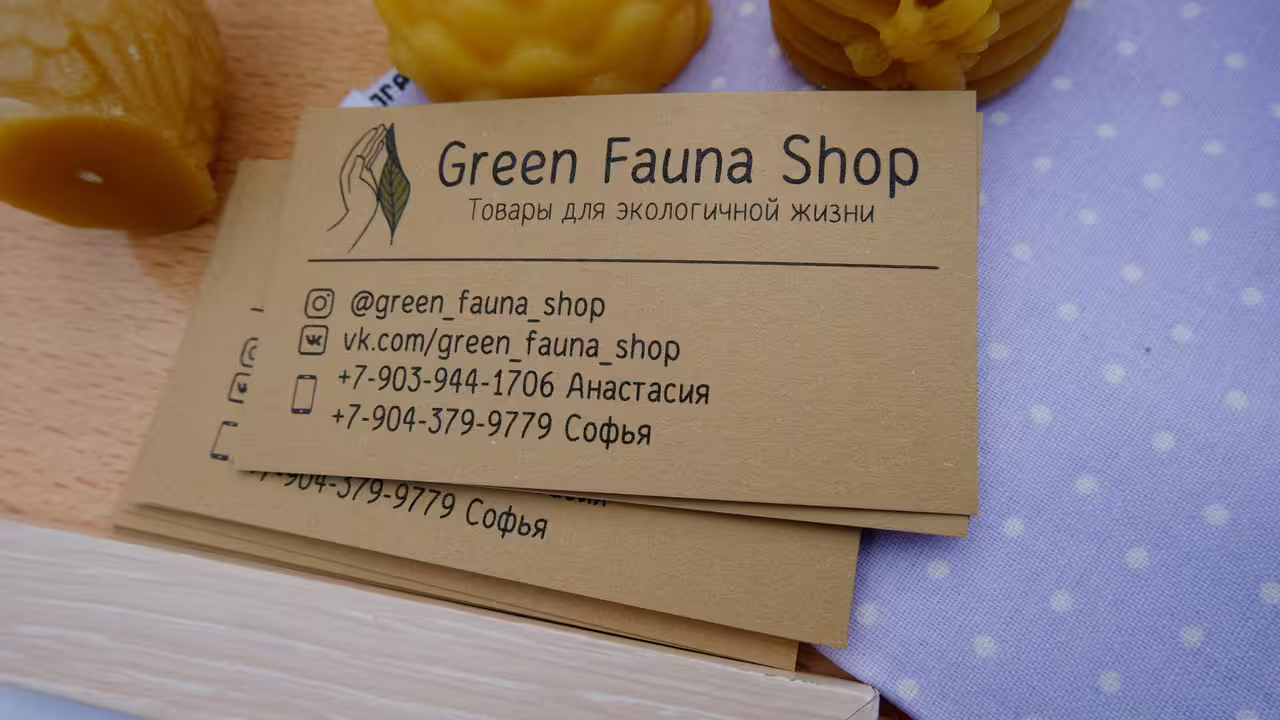 Green Fauna Shop
Товары для экологичной жизни
@green_fauna_shop
vk.com/green_fauna_shop
+7-903-944-1706 Анастасия
+7-904-379-9779 Софья
904-379-9779 Софья